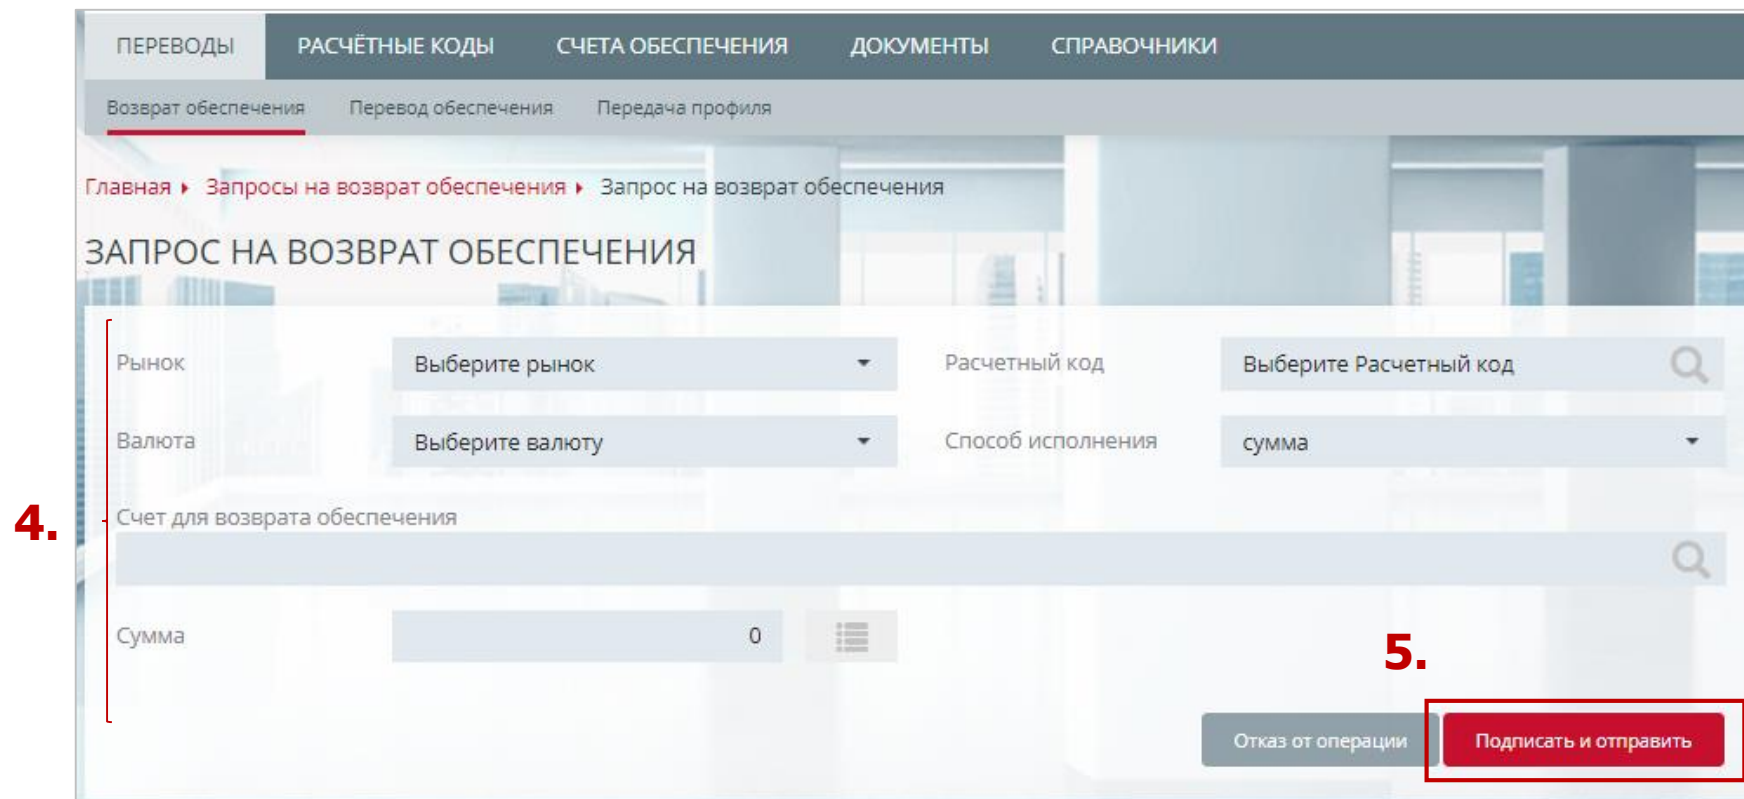 ПЕРЕВОДЫ РАСЧЁТНЫЕ КОДЫ СЧЕТА ОБЕСПЕЧЕНИЯ ДОКУМЕНТЫ СПРАВОЧНИКИ
Возврат обеспечения Перевод обеспечения Передача профиля
Главная Запросы на возврат обеспечения Запрос на возврат обеспечения
ЗАПРОС НА ВОЗВРАТ ОБЕСПЕЧЕНИЯ
Рынок Выберите рынок Расчетный код Выберите Расчетный код
Валюта Выберите валюту Способ исполнения сумма
4.
Счет для возврата обеспечения
Сумма 0
5.
Отказ от операции Подписать и отправить